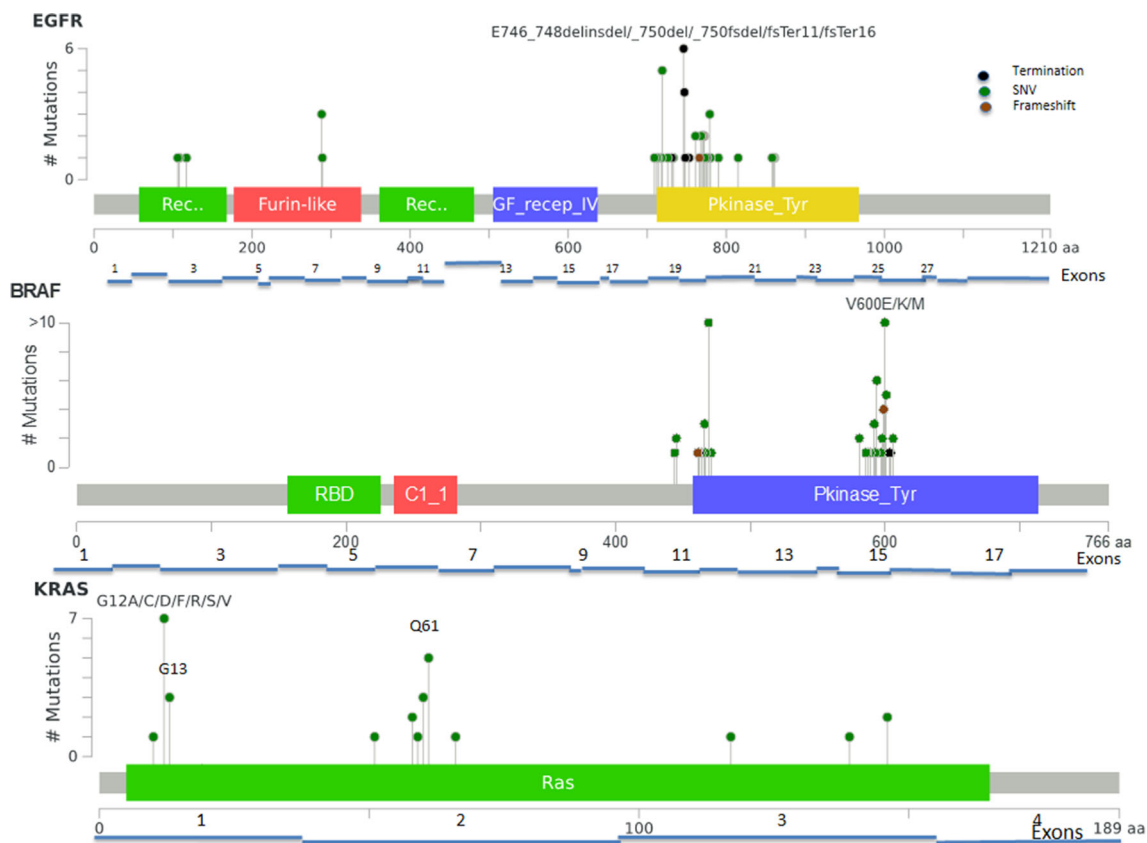 EGFR
E746_748delinsdel/_750del/_750fsdel/fsTer11/fsTer16
6
0
# Mutations
Termination
SNV
Frameshift
Rec.. Furin-like Rec.. GF_recep_IV Pkinase_Tyr
0 200 400 600 800 1000 1210 aa
1 3 5 7 9 11 13 15 17 19 21 23 25 27 Exons
BRAF
V600E/K/M
>10
0
# Mutations
RBD C1_1 Pkinase_Tyr
0 200 400 600 766 aa
1 3 5 7 9 11 13 15 17 Exons
KRAS
G12A/C/D/F/R/S/V
7
0
# Mutations
G13
Q61
Ras
0 100 189 aa
1 2 3 4
Exons